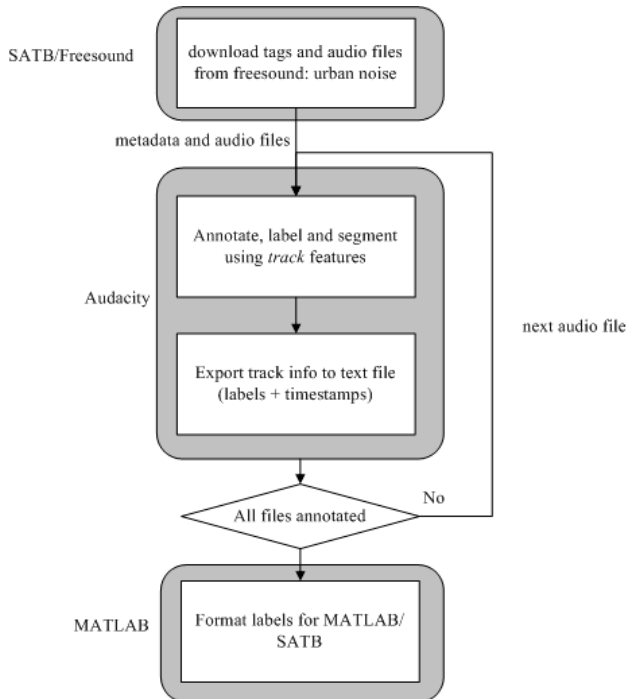 SATB/Freesound
download tags and audio files
from freesound: urban noise
metadata and audio files
Annotate, label and segment
using track features
Audacity
next audio file
Export track info to text file
(labels + timestamps)
No
All files annotated
MATLAB
Format labels for MATLAB/
SATB